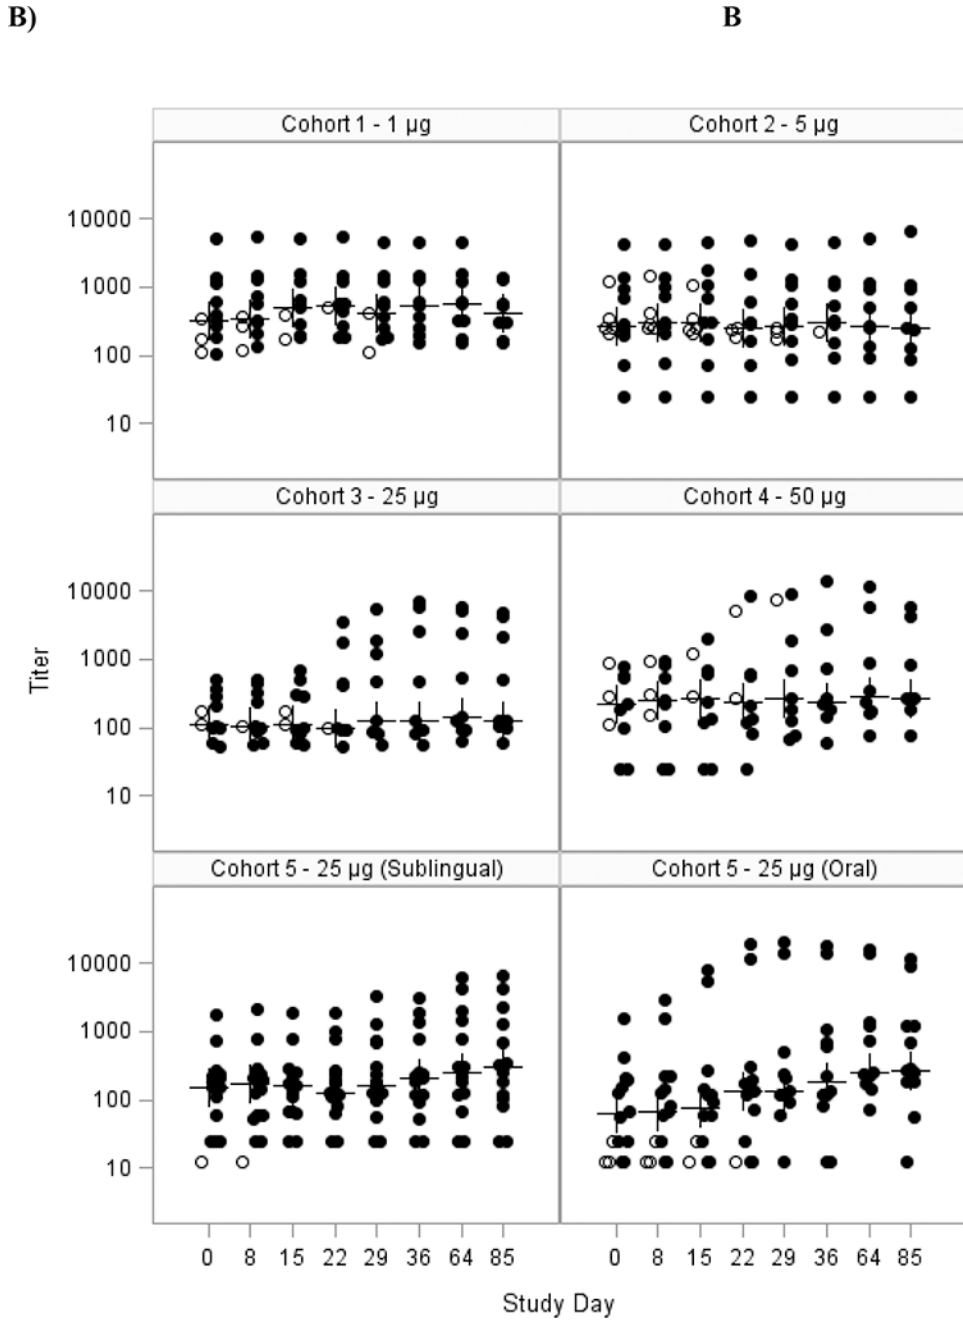 B) B
Cohort 1 - 1 µg Cohort 2 - 5 µg
10000
1000
100
10
Cohort 3 - 25 µg Cohort 4 - 50 µg
10000
1000
100
10
Titer
Cohort 5 - 25 µg (Sublingual) Cohort 5 - 25 µg (Oral)
10000
1000
100
10
0 8 15 22 29 36 64 85 0 8 15 22 29 36 64 85
Study Day